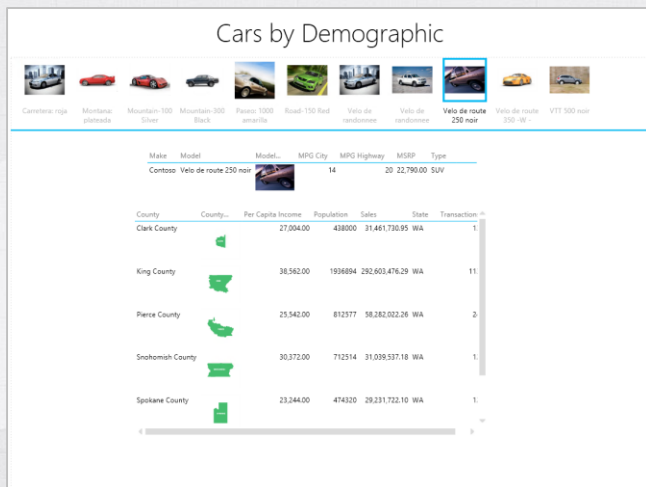 Cars by Demographic
Carretera: roja Montana: Mountain-100 Mountain-300 Paseo: 1000 Road-150 Red Velo de Velo de Velo de route Velo de route VTT 500 noir
plateada Silver Black amarilla randonnee randonnee 250 noir 350 -W -
Make Model Model... MPG City MPG Highway MSRP Type
Contoso Velo de route 250 noir 14 20 22,790.00 SUV
County County... Per Capita Income Population Sales State Transaction
Clark County 27,004.00 438000 31,461,730.95 WA 1
King County 38,562.00 1936894 292,603,476.29 WA 11
Pierce County 25,542.00 812577 58,282,022.26 WA 2
Snohomish County 30,372.00 712514 31,039,537.18 WA 1
Spokane County 23,244.00 474320 29,231,722.10 WA 1